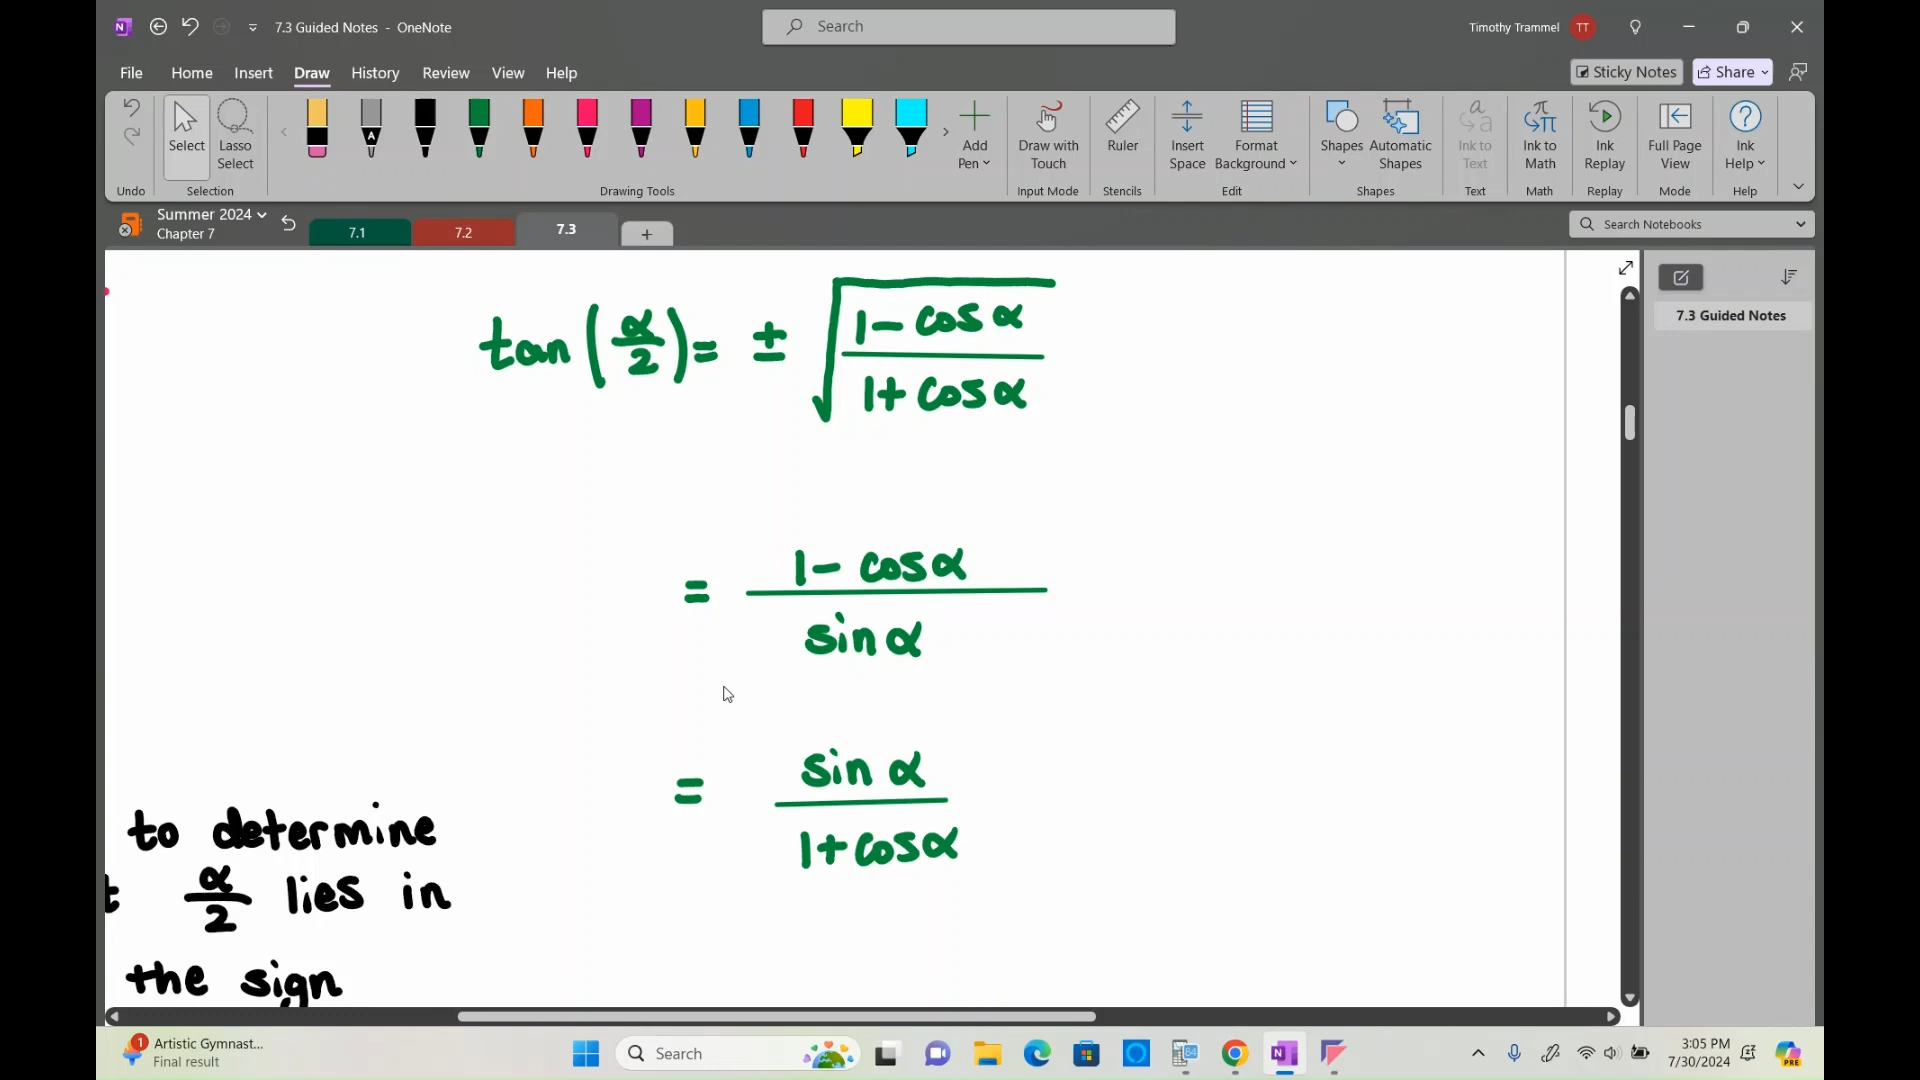 7.3 Guided Notes - OneNote
Search
Timothy Trammel
TT
File Home Insert Draw History Review View Help
Sticky Notes
Share
Undo
Select
Lasso Select
Selection
A
Drawing Tools
Add Pen
Draw with Touch
Input Mode
Ruler
Stencils
Insert Space
Format Background
Edit
Shapes
Automatic Shapes
Shapes
Ink to Text
Text
Ink to Math
Math
Ink Replay
Replay
Full Page View
Mode
Ink Help
Help
Summer 2024
Chapter 7
7.1
7.2
7.3
+
Search Notebooks
7.3 Guided Notes
tan(α/2) = ± √((1 - cos α)/(1 + cos α))
= (1 - cos α)/(sin α)
= (sin α)/(1 + cos α)
to determine
α/2 lies in
the sign
1
Artistic Gymnast...
Final result
Search
3:05 PM
7/30/2024
PRE